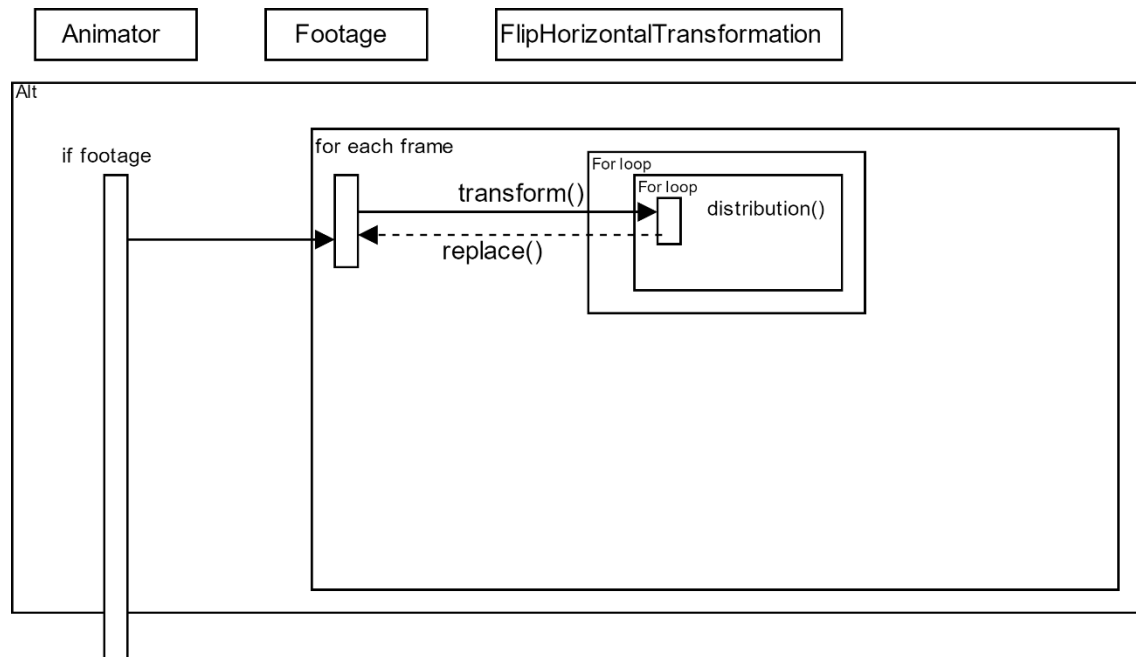 Animator
Footage
FlipHorizontalTransformation
Alt
if footage
for each frame
For loop
For loop
transform()
distribution()
replace()